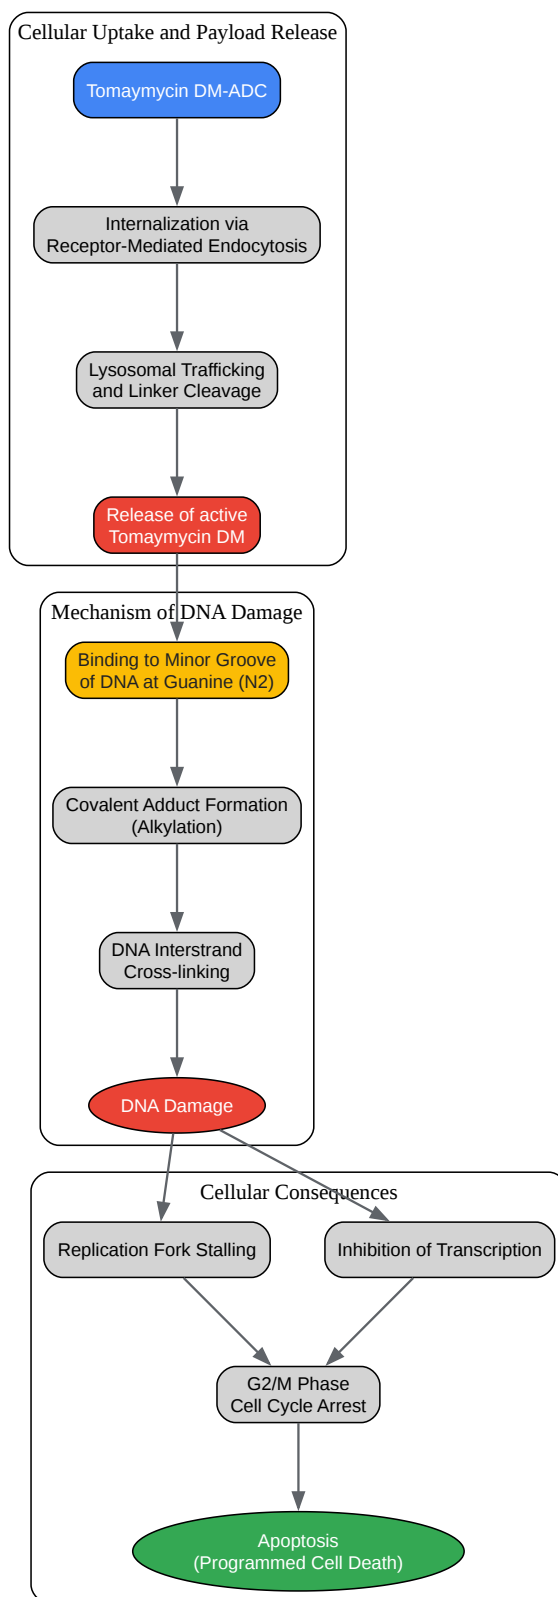 Cellular Uptake and Payload Release
Tomaymycin DM-ADC
Internalization via
Receptor-Mediated Endocytosis
Lysosomal Trafficking
and Linker Cleavage
Release of active
Tomaymycin DM
Mechanism of DNA Damage
Binding to Minor Groove
of DNA at Guanine (N2)
Covalent Adduct Formation
(Alkylation)
DNA Interstrand
Cross-linking
DNA Damage
Cellular Consequences
Replication Fork Stalling
Inhibition of Transcription
G2/M Phase
Cell Cycle Arrest
Apoptosis
(Programmed Cell Death)